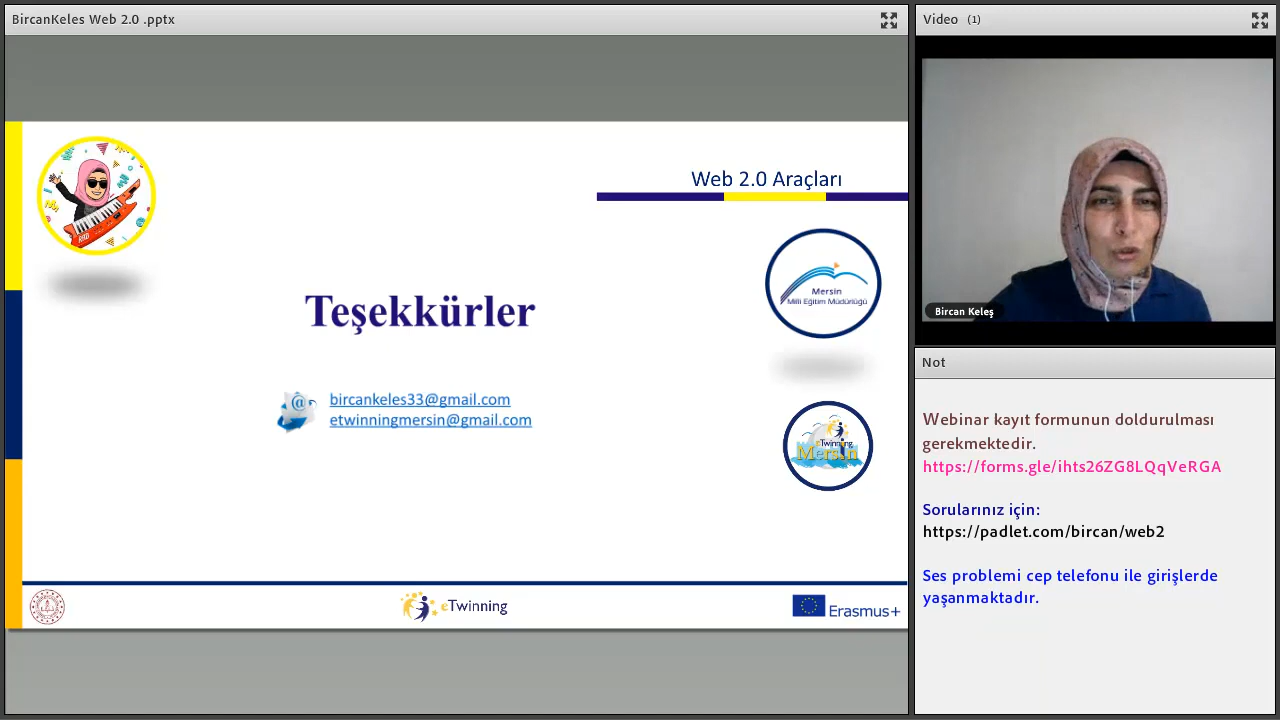 BircanKeles Web 2.0 .pptx
Web 2.0 Araçları
Mersin
Milli Eğitim Müdürlüğü
Teşekkürler
bircankeles33@gmail.com
etwinningmersin@gmail.com
eTwinning
Mersin
eTwinning
Erasmus+
Video (1)
Bircan Keleş
Not
Webinar kayıt formunun doldurulması
gerekmektedir.
https://forms.gle/ihts26ZG8LQqVeRGA
Sorularınız için:
https://padlet.com/bircan/web2
Ses problemi cep telefonu ile girişlerde
yaşanmaktadır.